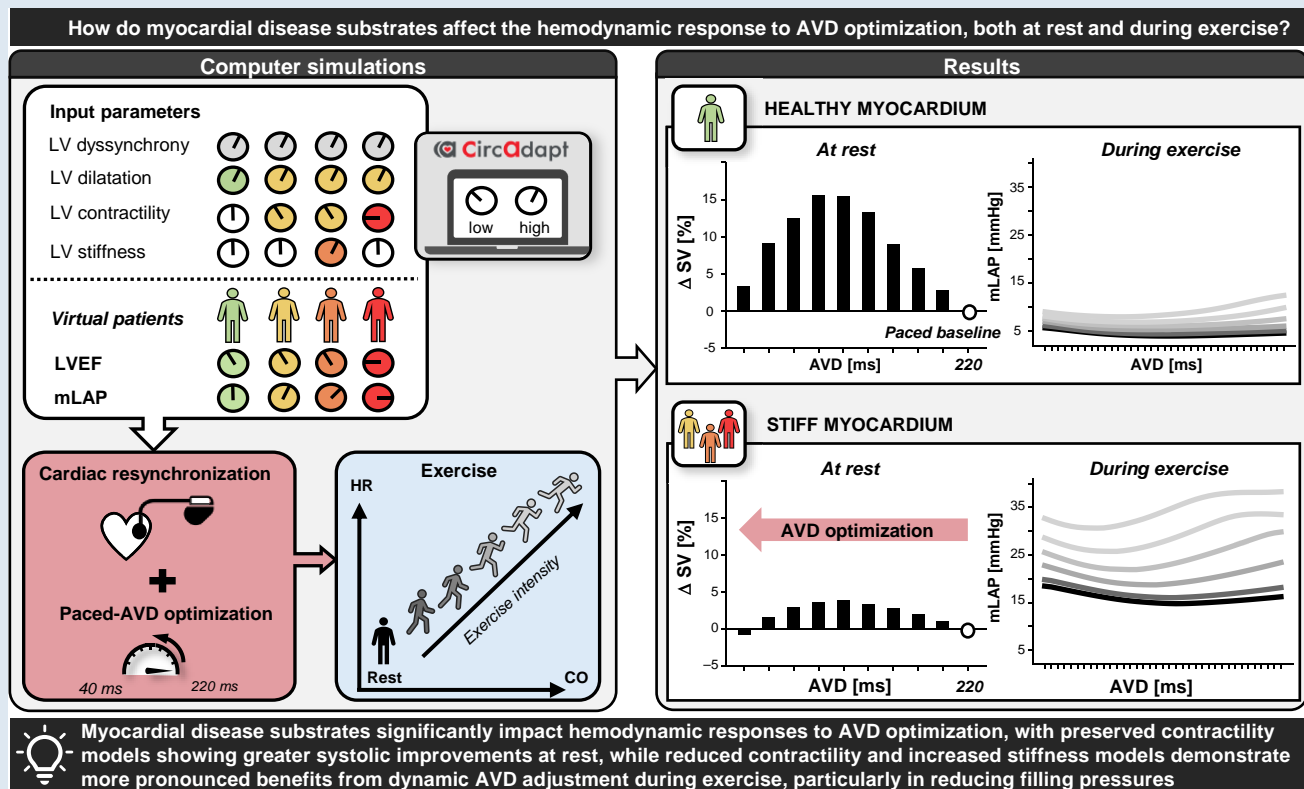 How do myocardial disease substrates affect the hemodynamic response to AVD optimization, both at rest and during exercise?
Computer simulations
Input parameters
LV dyssynchrony
LV dilatation
LV contractility
LV stiffness
CircAdapt
low high
Virtual patients
LVEF
mLAP
Cardiac resynchronization
Paced-AVD optimization
40 ms 220 ms
Exercise
HR
Exercise intensity
Rest
CO
Results
HEALTHY MYOCARDIUM
At rest
Δ SV [%]
15
10
5
0
-5
Paced baseline
AVD [ms] 220
During exercise
mLAP [mmHg]
35
25
15
5
AVD [ms]
STIFF MYOCARDIUM
At rest
Δ SV [%]
15
10
5
0
–5
AVD optimization
AVD [ms] 220
During exercise
mLAP [mmHg]
35
25
15
5
AVD [ms]
Myocardial disease substrates significantly impact hemodynamic responses to AVD optimization, with preserved contractility
models showing greater systolic improvements at rest, while reduced contractility and increased stiffness models demonstrate
more pronounced benefits from dynamic AVD adjustment during exercise, particularly in reducing filling pressures